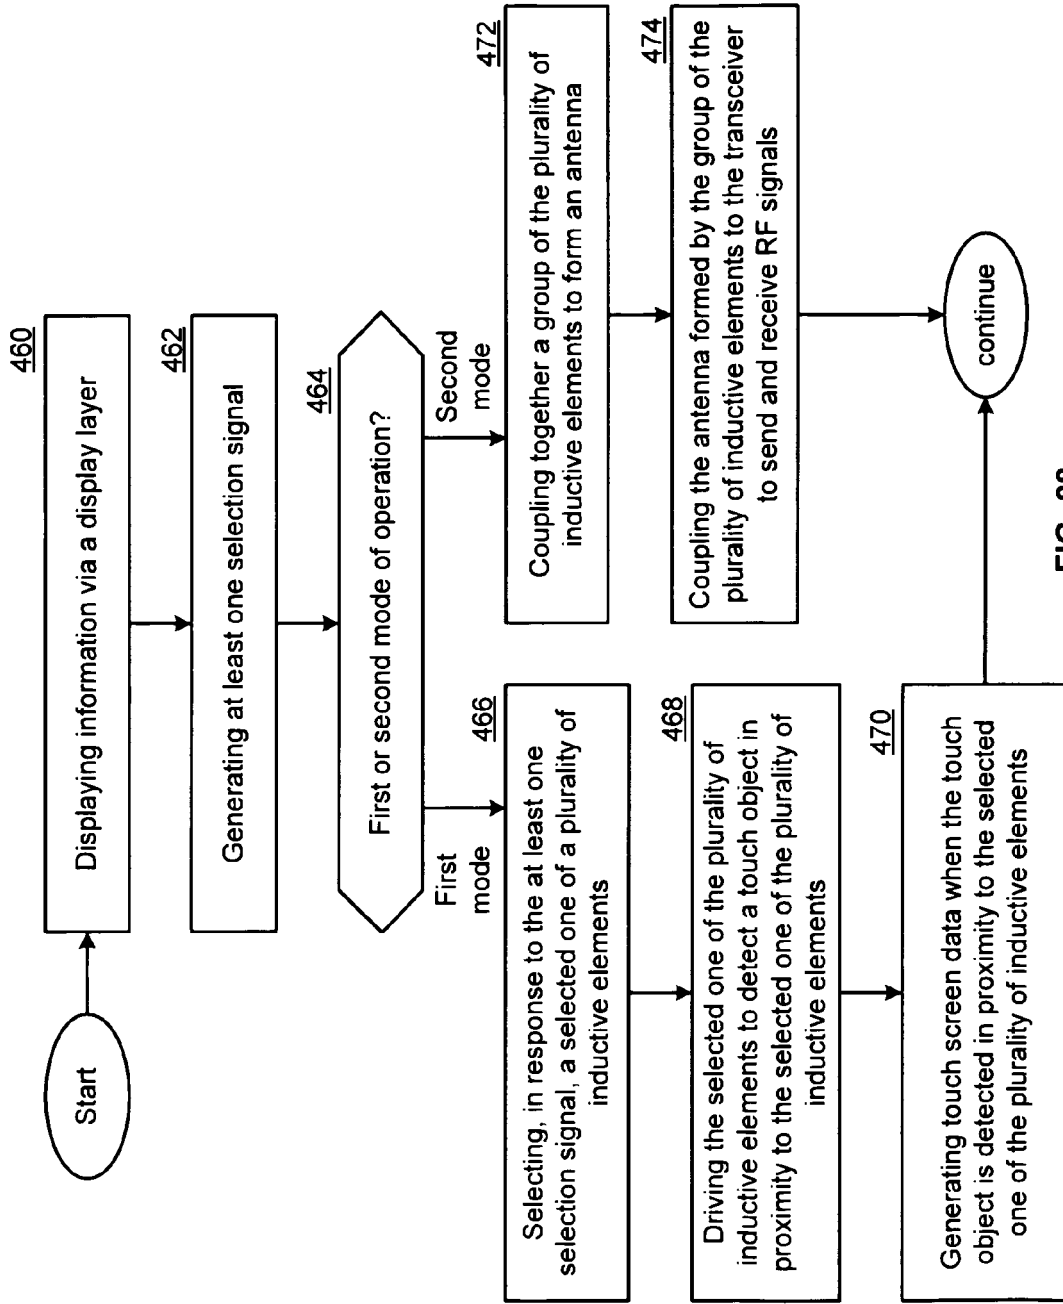 Start
460
Displaying information via a display layer
462
Generating at least one selection signal
464
First or second mode of operation?
First
mode
Second
mode
466
Selecting, in response to the at least one
selection signal, a selected one of a plurality of
inductive elements
468
Driving the selected one of the plurality of
inductive elements to detect a touch object in
proximity to the selected one of the plurality of
inductive elements
470
Generating touch screen data when the touch
object is detected in proximity to the selected
one of the plurality of inductive elements
472
Coupling together a group of the plurality of
inductive elements to form an antenna
474
Coupling the antenna formed by the group of the
plurality of inductive elements to the transceiver
to send and receive RF signals
continue
FIG.